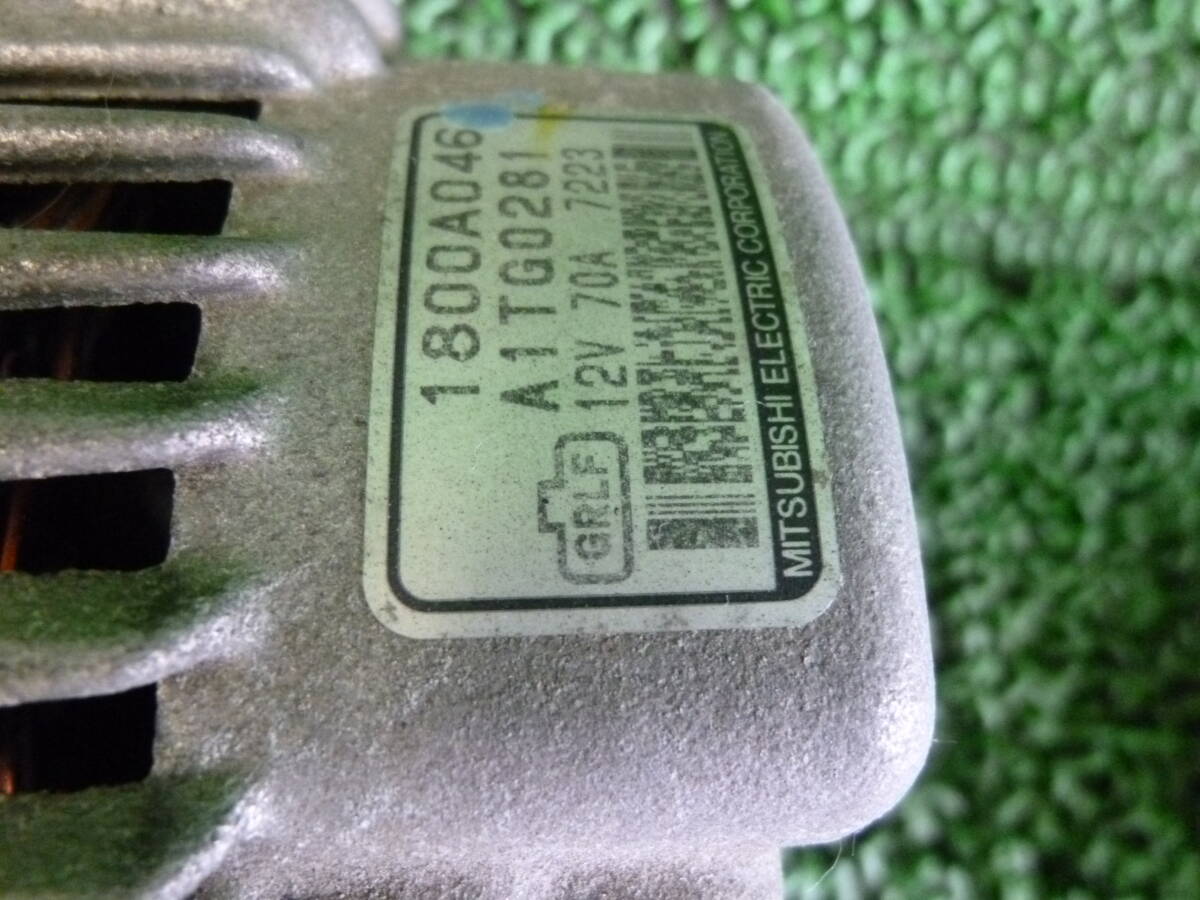 1800A046
A1TG0281
12V 70A 7223
GRLF
MITSUBISHI ELECTRIC CORPORATION